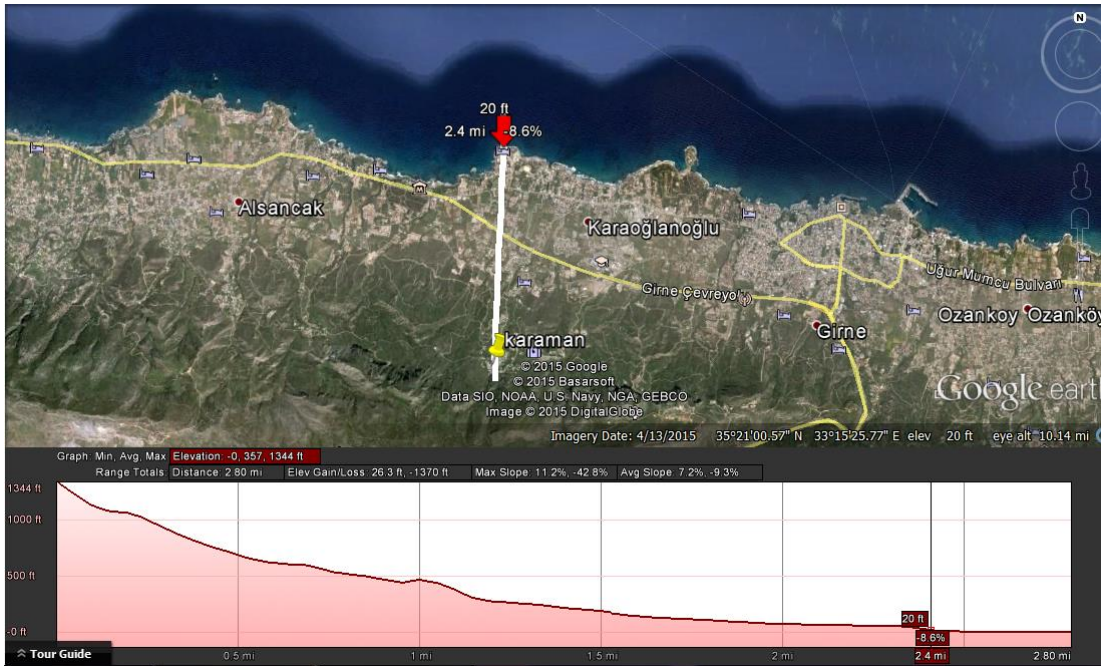 N
20 ft
2.4 mi -8.6%
Alsancak
Karaoğlanoğlu
Girne Çevreyolu
Uğur Mumcu Bulvarı
Ozankoy Ozanköy
Girne
karaman
© 2015 Google
© 2015 Basarsoft
Data SIO, NOAA, U.S. Navy, NGA, GEBCO
Image © 2015 DigitalGlobe
Google earth
Imagery Date: 4/13/2015 35°21'00.57" N 33°15'25.77" E elev 20 ft eye alt 10.14 mi
Graph: Min, Avg, Max Elevation: -0, 357, 1344 ft
Range Totals: Distance: 2.80 mi Elev Gain/Loss: 26.3 ft, -1370 ft Max Slope: 11.2%, -42.8% Avg Slope: 7.2%, -9.3%
1344 ft
1000 ft
500 ft
-0 ft
20 ft
-8.6%
Tour Guide
0.5 mi 1 mi 1.5 mi 2 mi 2.4 mi 2.80 mi